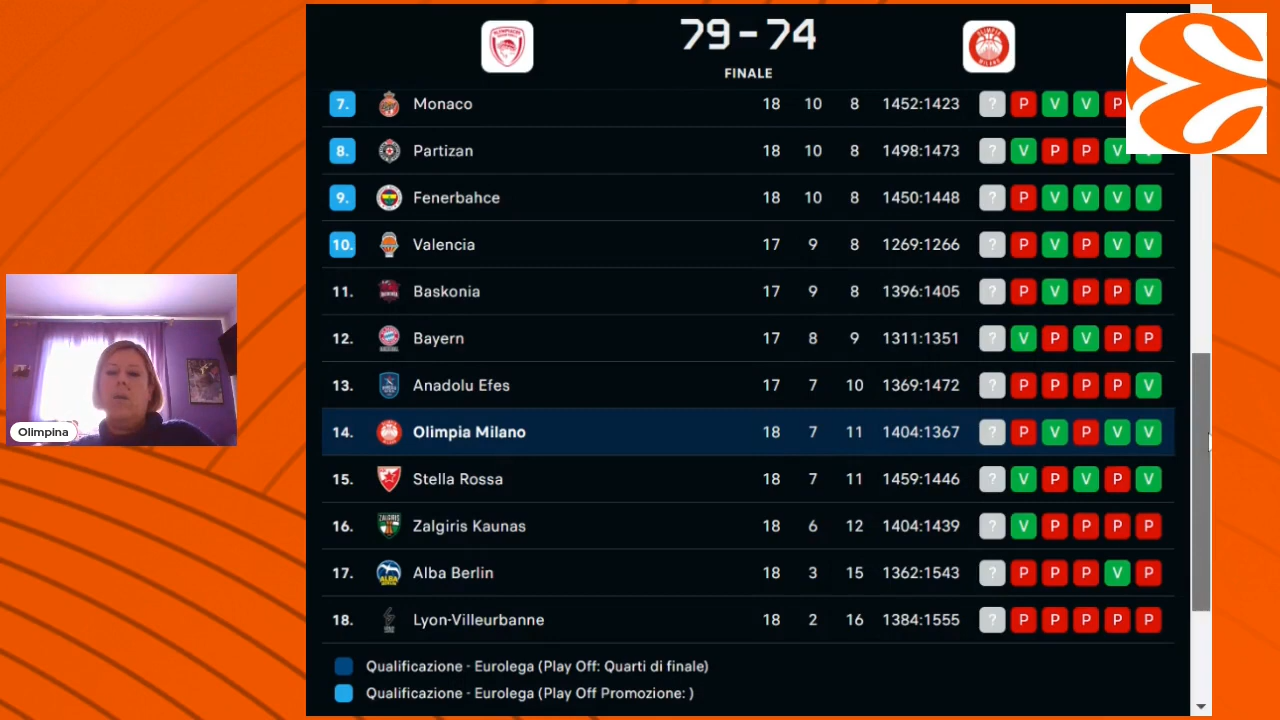 79 - 74
FINALE
7. Monaco 18 10 8 1452:1423 ? P V V P
8. Partizan 18 10 8 1498:1473 ? V P P V V
9. Fenerbahce 18 10 8 1450:1448 ? P V V V V
10. Valencia 17 9 8 1269:1266 ? P V P V V
11. Baskonia 17 9 8 1396:1405 ? P V P P V
12. Bayern 17 8 9 1311:1351 ? V P V P P
13. Anadolu Efes 17 7 10 1369:1472 ? P P P P V
14. Olimpia Milano 18 7 11 1404:1367 ? P V P V V
15. Stella Rossa 18 7 11 1459:1446 ? V P V P V
16. Zalgiris Kaunas 18 6 12 1404:1439 ? V P P P P
17. Alba Berlin 18 3 15 1362:1543 ? P P P V P
18. Lyon-Villeurbanne 18 2 16 1384:1555 ? P P P P P
Qualificazione - Eurolega (Play Off: Quarti di finale)
Qualificazione - Eurolega (Play Off Promozione: )
Olimpina